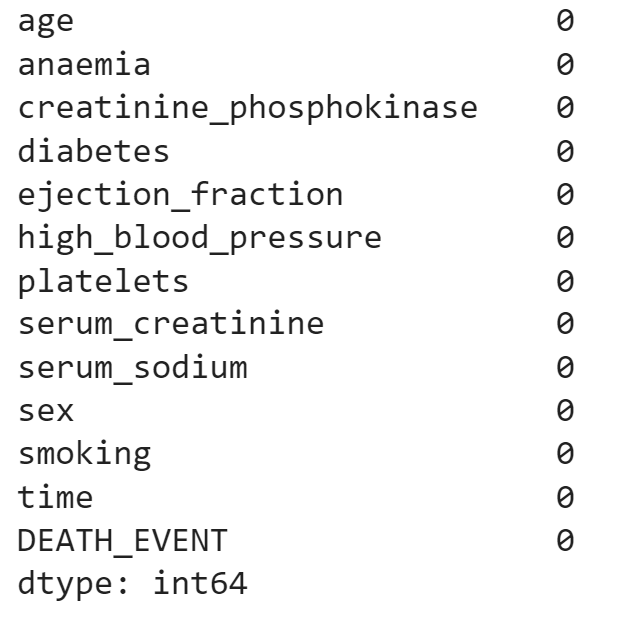 age 0
anaemia 0
creatinine_phosphokinase 0
diabetes 0
ejection_fraction 0
high_blood_pressure 0
platelets 0
serum_creatinine 0
serum_sodium 0
sex 0
smoking 0
time 0
DEATH_EVENT 0
dtype: int64